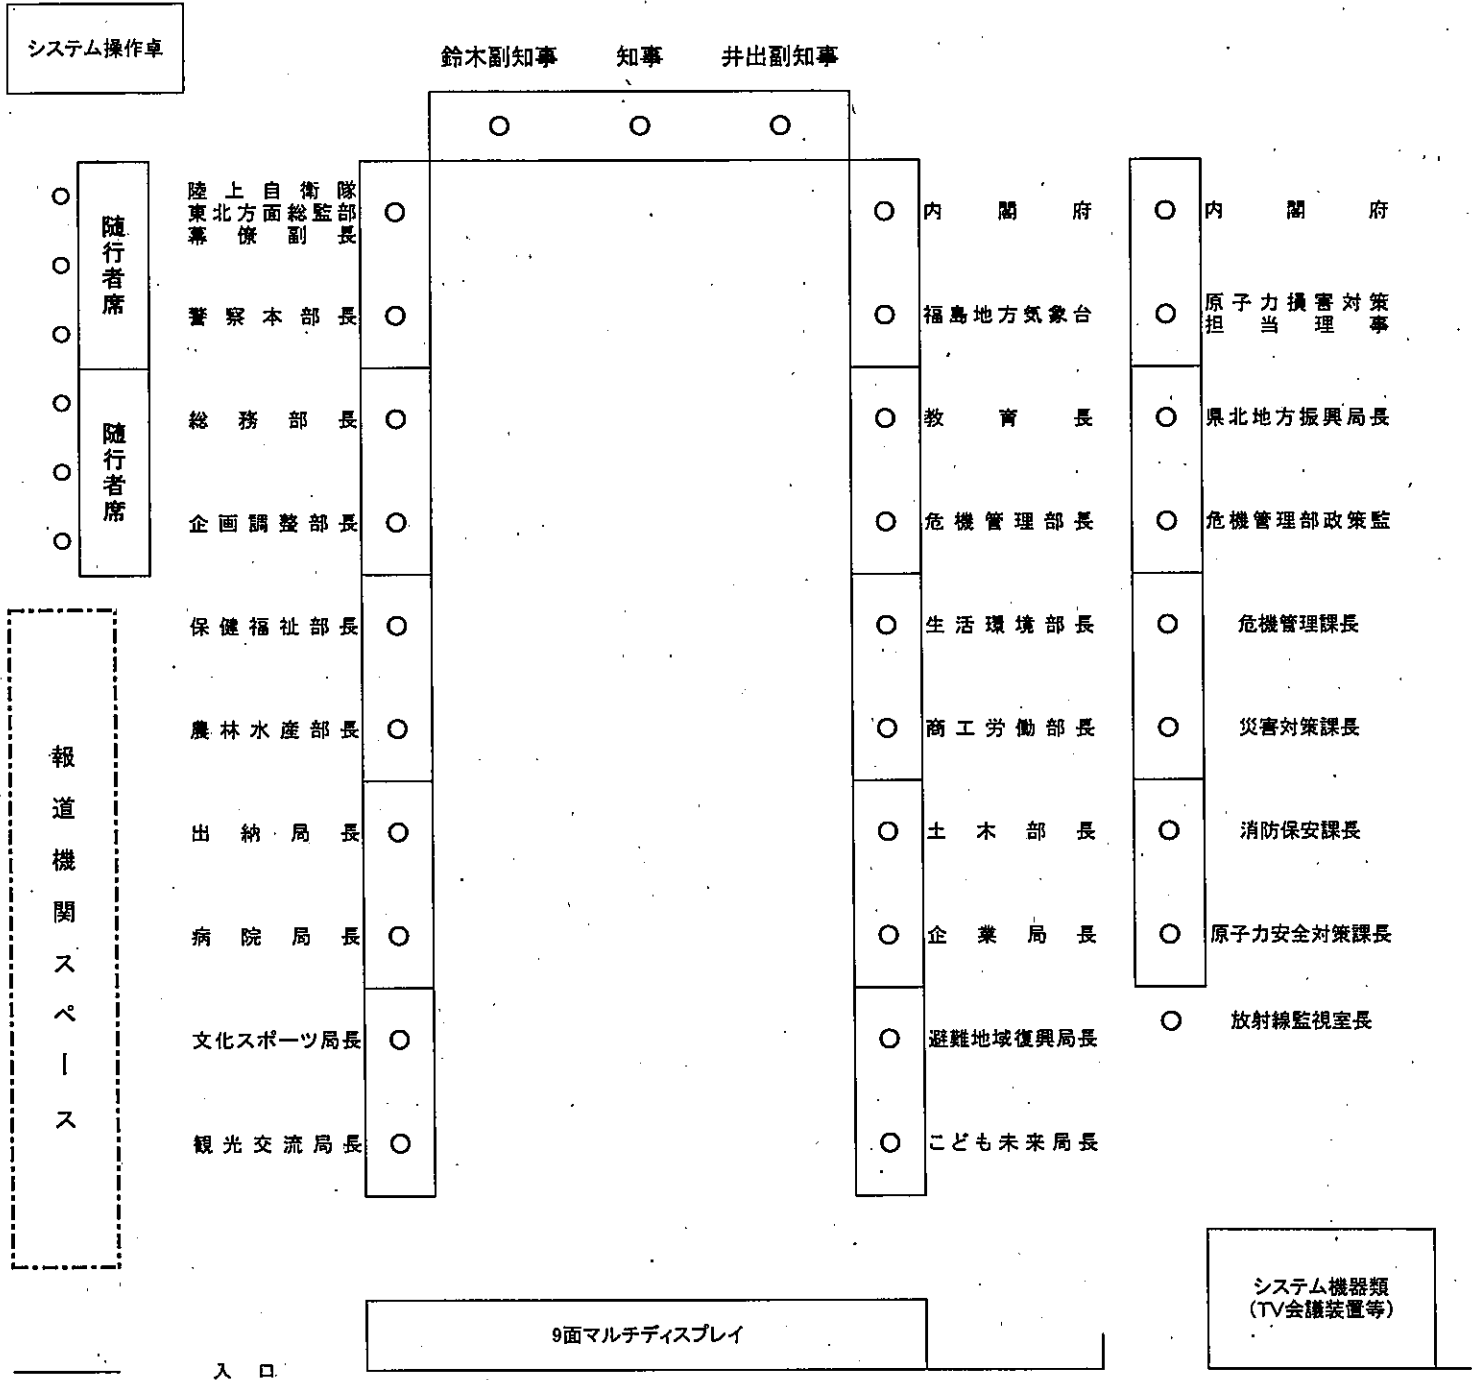 システム操作卓
鈴木副知事 知事 井出副知事
随行者席
随行者席
報道機関スペース
陸上自衛隊
東北方面総監部
幕僚副長
警察本部長
総務部長
企画調整部長
保健福祉部長
農林水産部長
出納局長
病院局長
文化スポーツ局長
観光交流局長
内閣府
福島地方気象台
教育長
危機管理部長
生活環境部長
商工労働部長
土木部長
企業局長
避難地域復興局長
こども未来局長
内閣府
原子力損害対策
担当理事
県北地方振興局長
危機管理部政策監
危機管理課長
災害対策課長
消防保安課長
原子力安全対策課長
放射線監視室長
システム機器類
(TV会議装置等)
9面マルチディスプレイ
入口